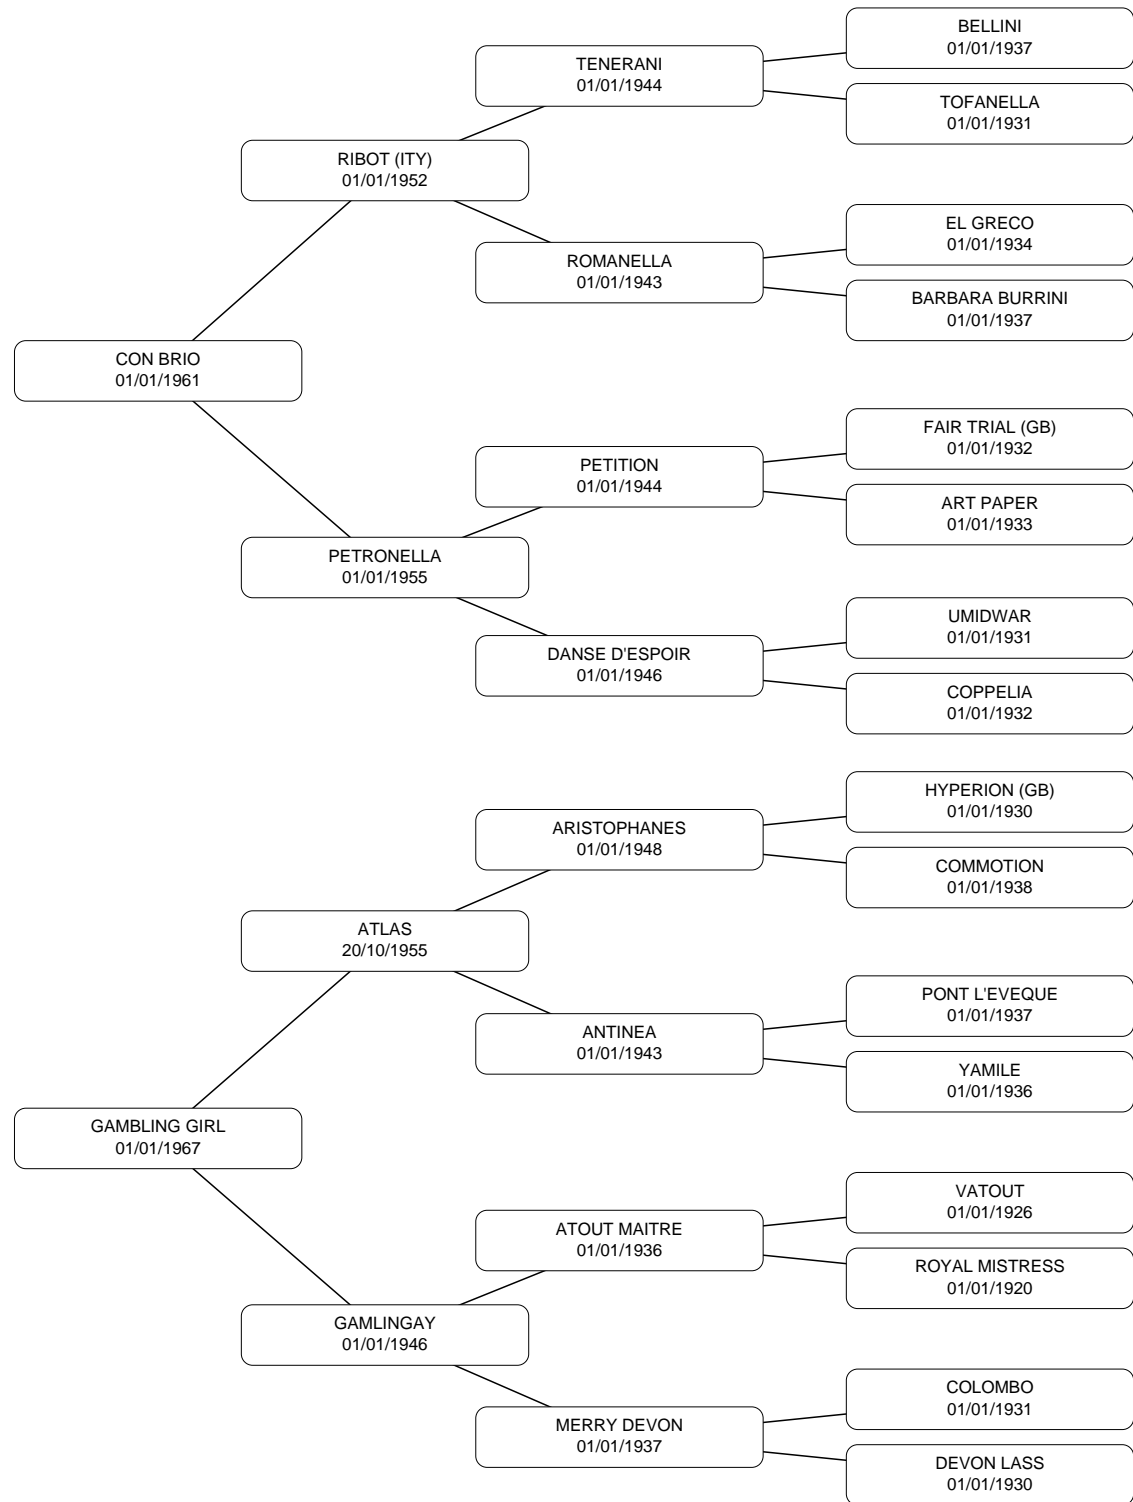 BELLINI
01/01/1937
TENERANI
01/01/1944
TOFANELLA
01/01/1931
RIBOT (ITY)
01/01/1952
EL GRECO
01/01/1934
ROMANELLA
01/01/1943
BARBARA BURRINI
01/01/1937
CON BRIO
01/01/1961
FAIR TRIAL (GB)
01/01/1932
PETITION
01/01/1944
ART PAPER
01/01/1933
PETRONELLA
01/01/1955
UMIDWAR
01/01/1931
DANSE D'ESPOIR
01/01/1946
COPPELIA
01/01/1932
HYPERION (GB)
01/01/1930
ARISTOPHANES
01/01/1948
COMMOTION
01/01/1938
ATLAS
20/10/1955
PONT L'EVEQUE
01/01/1937
ANTINEA
01/01/1943
YAMILE
01/01/1936
GAMBLING GIRL
01/01/1967
VATOUT
01/01/1926
ATOUT MAITRE
01/01/1936
ROYAL MISTRESS
01/01/1920
GAMLINGAY
01/01/1946
COLOMBO
01/01/1931
MERRY DEVON
01/01/1937
DEVON LASS
01/01/1930